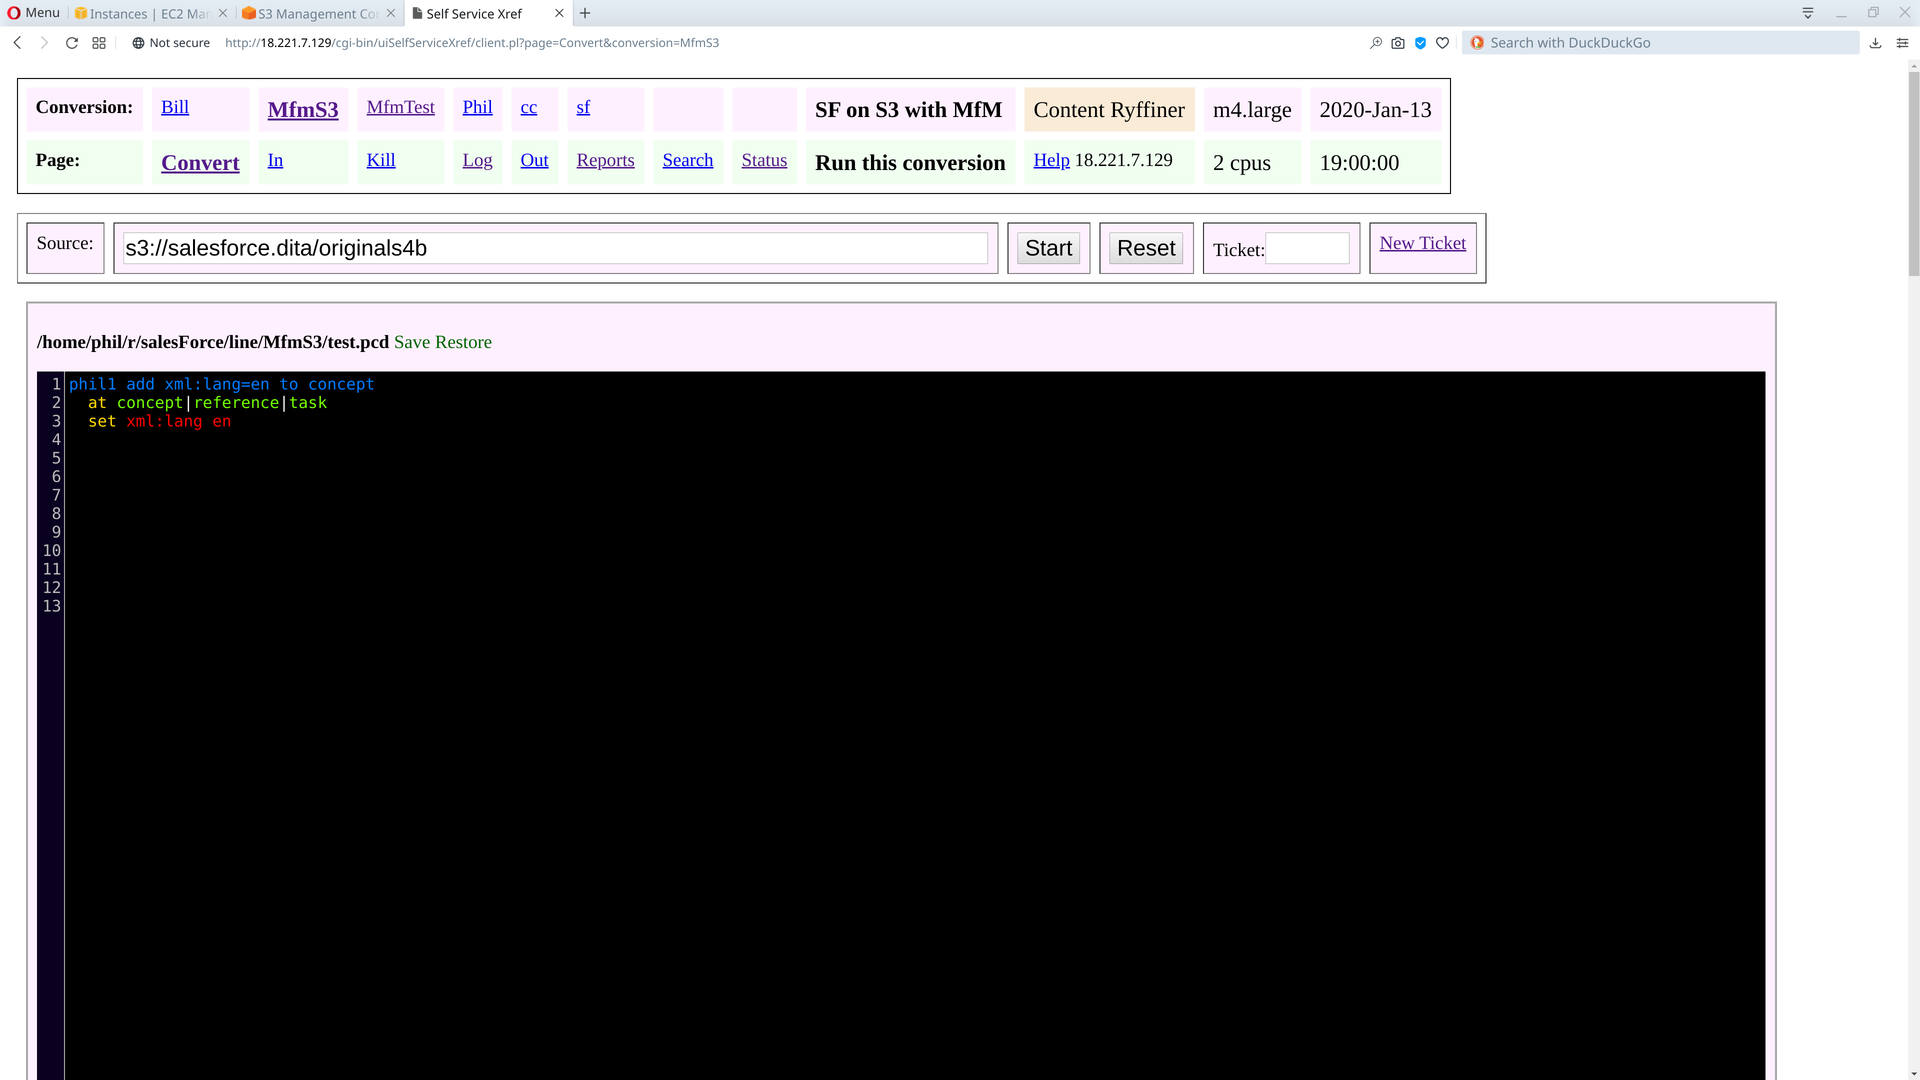 Menu Instances | EC2 Man S3 Management Co Self Service Xref
Not secure http://18.221.7.129/cgi-bin/uiSelfServiceXref/client.pl?page=Convert&conversion=MfmS3 Search with DuckDuckGo
Conversion: Bill MfmS3 MfmTest Phil cc sf SF on S3 with MfM Content Ryffiner m4.large 2020-Jan-13
Page: Convert In Kill Log Out Reports Search Status Run this conversion Help 18.221.7.129 2 cpus 19:00:00
Source: s3://salesforce.dita/originals4b Start Reset Ticket: New Ticket
/home/phil/r/salesForce/line/MfmS3/test.pcd Save Restore
1 phil1 add xml:lang=en to concept
2 at concept|reference|task
3 set xml:lang en
4
5
6
7
8
9
10
11
12
13